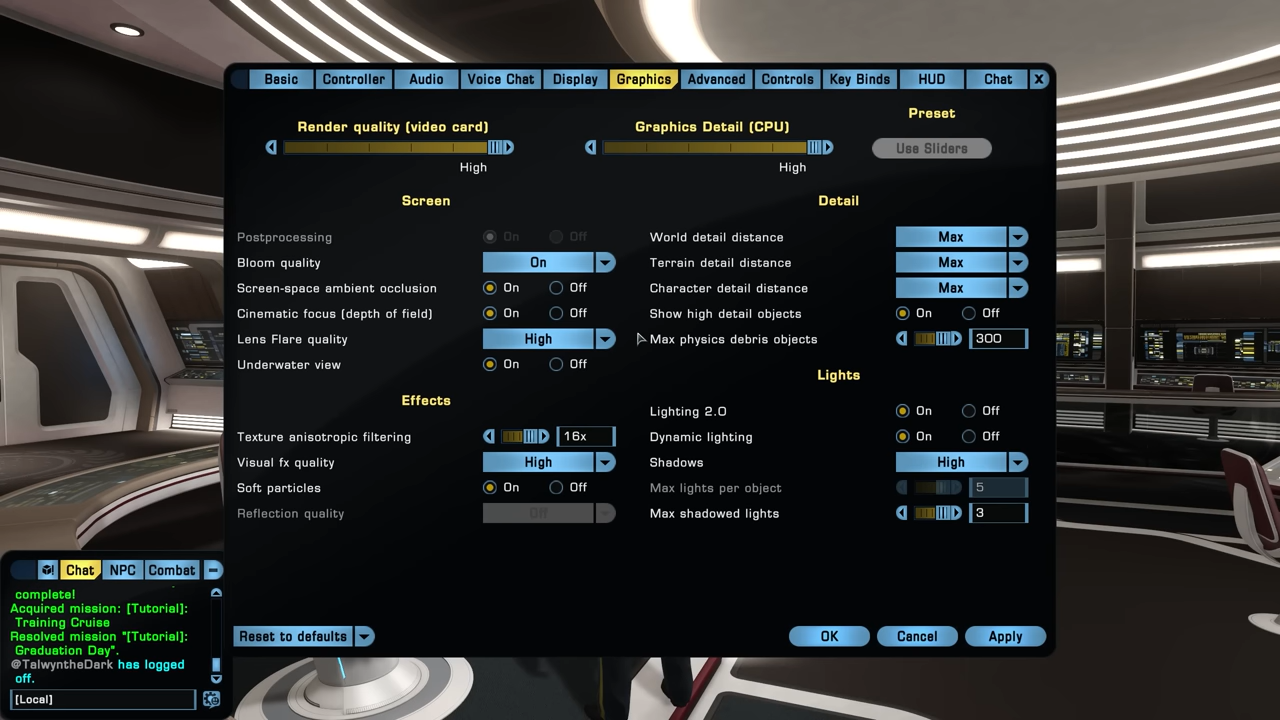 Basic Controller Audio Voice Chat Display Graphics Advanced Controls Key Binds HUD Chat X
Preset
Render quality (video card) Graphics Detail (CPU)
Use Sliders
High High
Screen Detail
Postprocessing On Off World detail distance Max
Bloom quality On Terrain detail distance Max
Screen-space ambient occlusion On Off Character detail distance Max
Cinematic focus (depth of field) On Off Show high detail objects On Off
Lens Flare quality High Max physics debris objects 300
Underwater view On Off
Lights
Effects
Lighting 2.0 On Off
Texture anisotropic filtering 16x Dynamic lighting On Off
Visual fx quality High Shadows High
Soft particles On Off Max lights per object 5
Reflection quality Off Max shadowed lights 3
Chat NPC Combat
complete!
Acquired mission: [Tutorial]:
Training Cruise
Resolved mission "[Tutorial]:
Graduation Day".
@TalwyntheDark has logged
off.
[Local]
Reset to defaults OK Cancel Apply